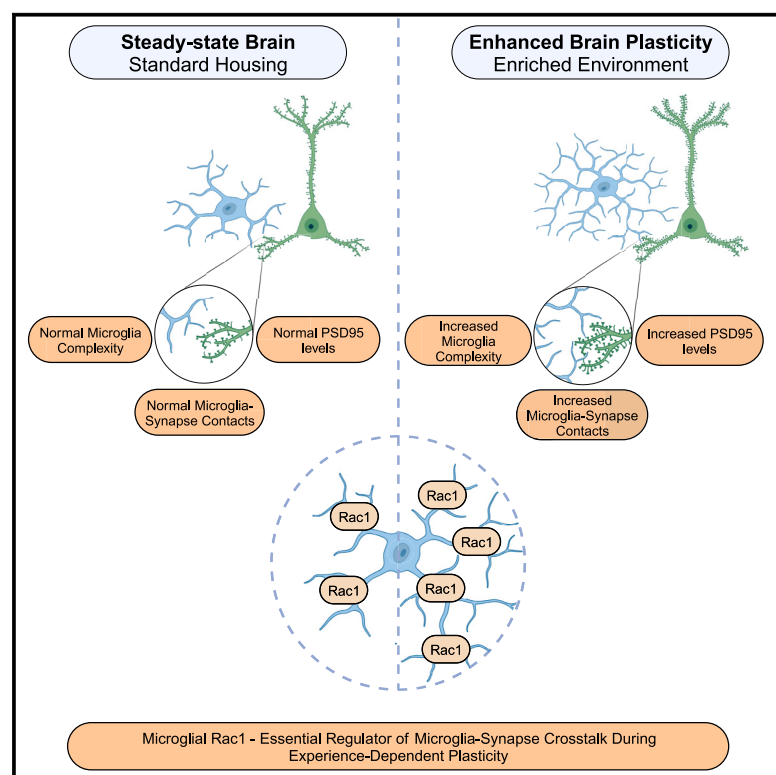 Steady-state Brain
Standard Housing
Enhanced Brain Plasticity
Enriched Environment
Normal Microglia
Complexity
Normal PSD95
levels
Normal Microglia-
Synapse Contacts
Increased
Microglia
Complexity
Increased PSD95
levels
Increased
Microglia-Synapse
Contacts
Rac1
Rac1
Rac1
Rac1
Rac1
Rac1
Microglial Rac1 - Essential Regulator of Microglia-Synapse Crosstalk During
Experience-Dependent Plasticity